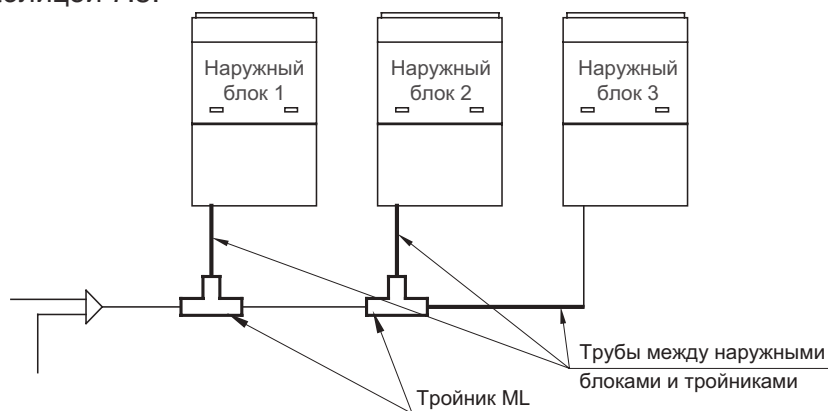 Наружный
блок 1
Наружный
блок 2
Наружный
блок 3
Трубы между наружными
блоками и тройниками
Тройник ML